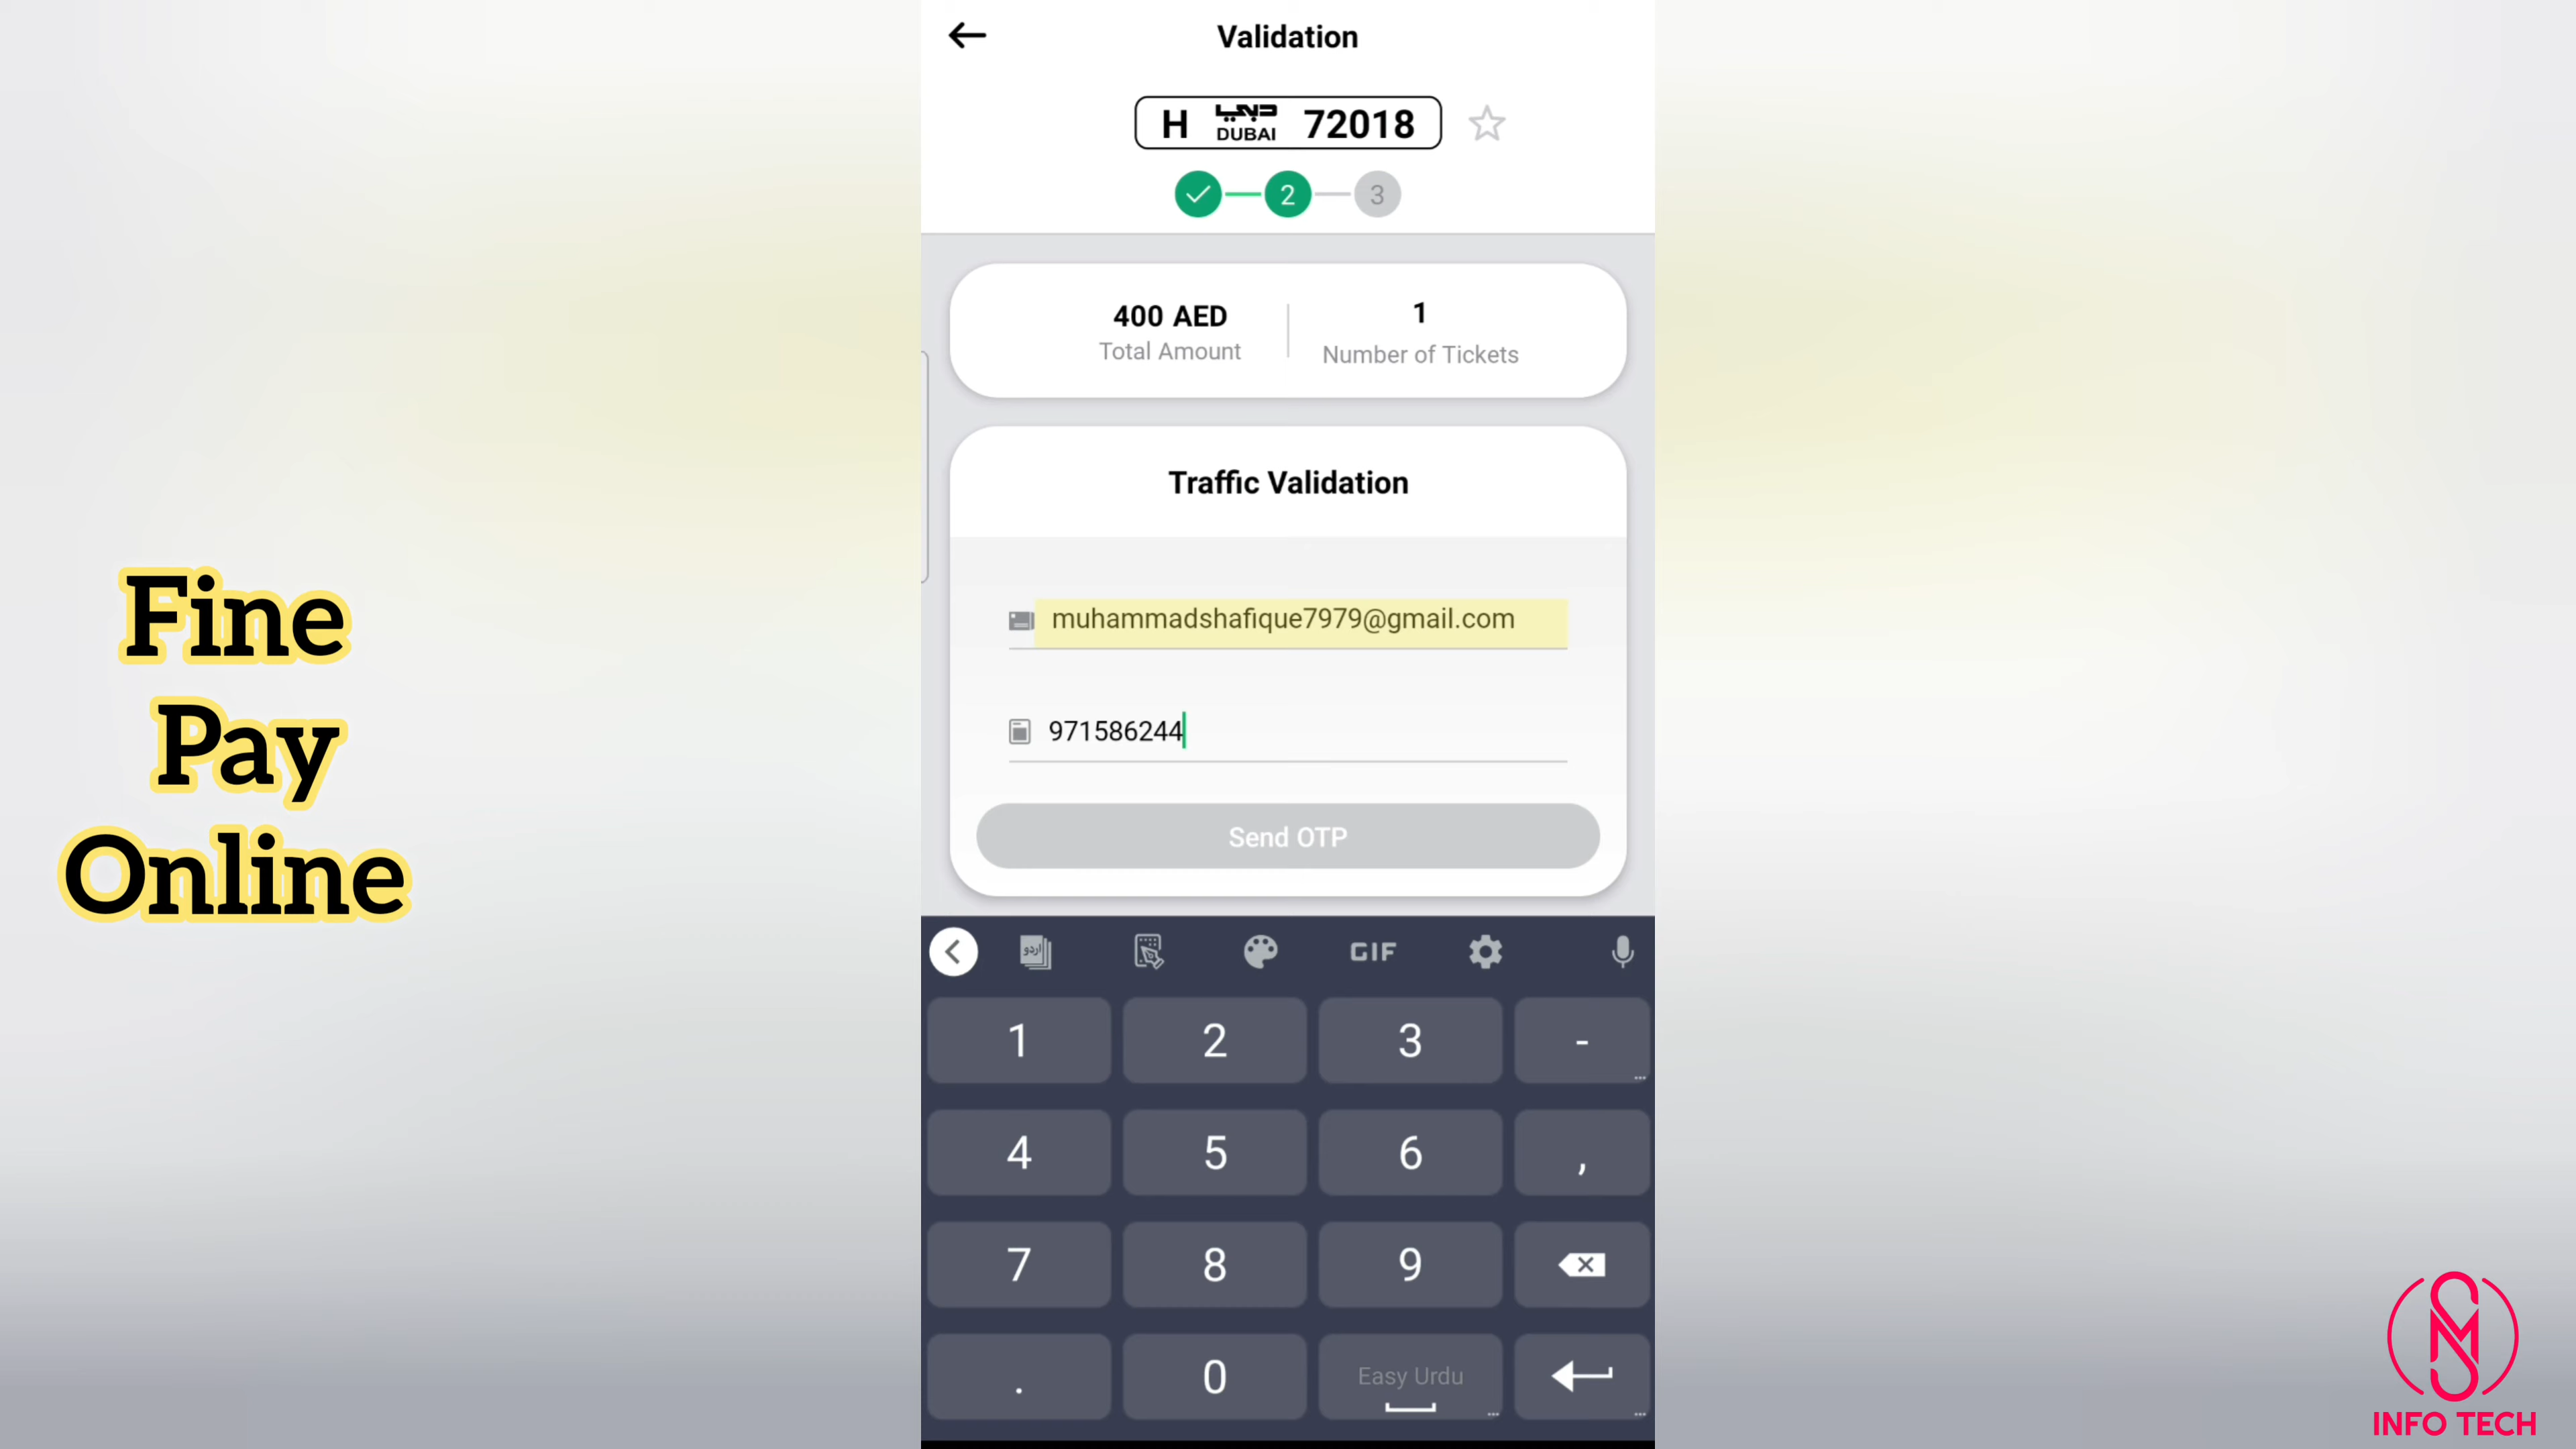 Validation
H دبي DUBAI 72018
2 3
400 AED
Total Amount
1
Number of Tickets
Traffic Validation
muhammadshafique7979@gmail.com
971586244
Send OTP
Fine
Pay
Online
اردو GIF
1 2 3 -
4 5 6 ,
7 8 9
. 0 Easy Urdu
INFO TECH